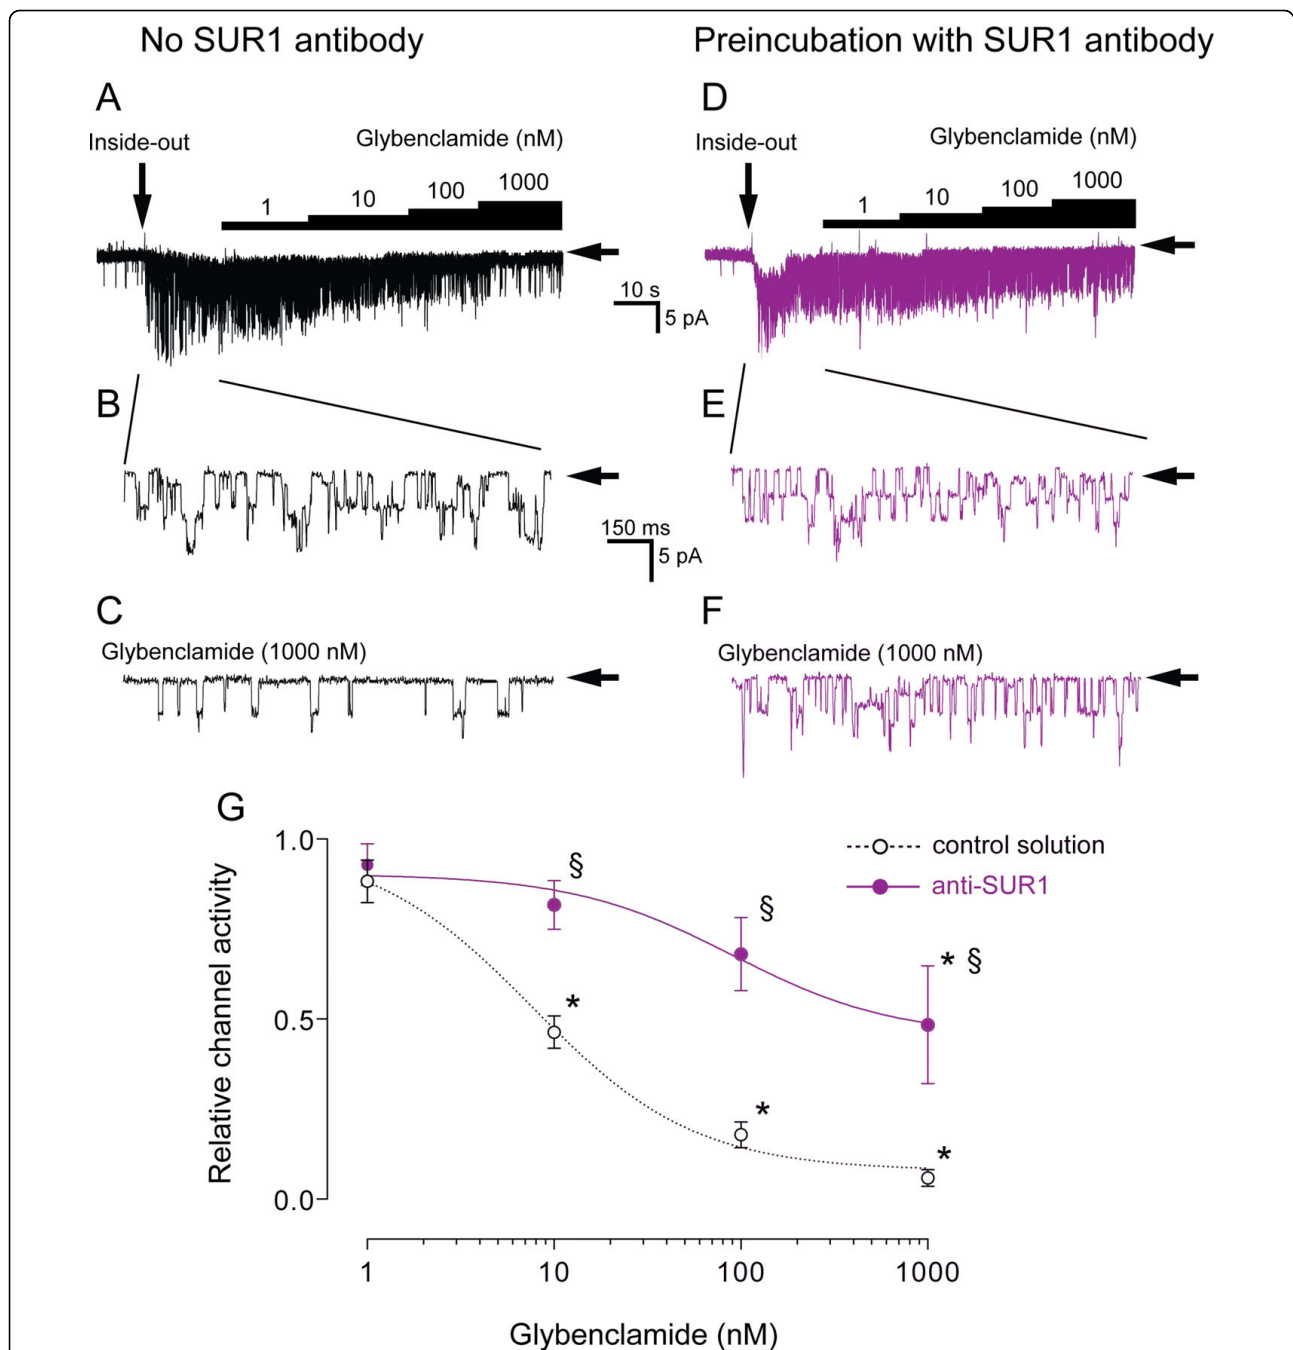 No SUR1 antibody
Preincubation with SUR1 antibody
A
Inside-out
Glybenclamide (nM)
1
10
100
1000
10 s
5 pA
D
Inside-out
Glybenclamide (nM)
1
10
100
1000
B
150 ms
5 pA
E
C
Glybenclamide (1000 nM)
F
Glybenclamide (1000 nM)
G
1.0
0.5
0.0
Relative channel activity
control solution
anti-SUR1
§
§
* §
*
*
*
1
10
100
1000
Glybenclamide (nM)